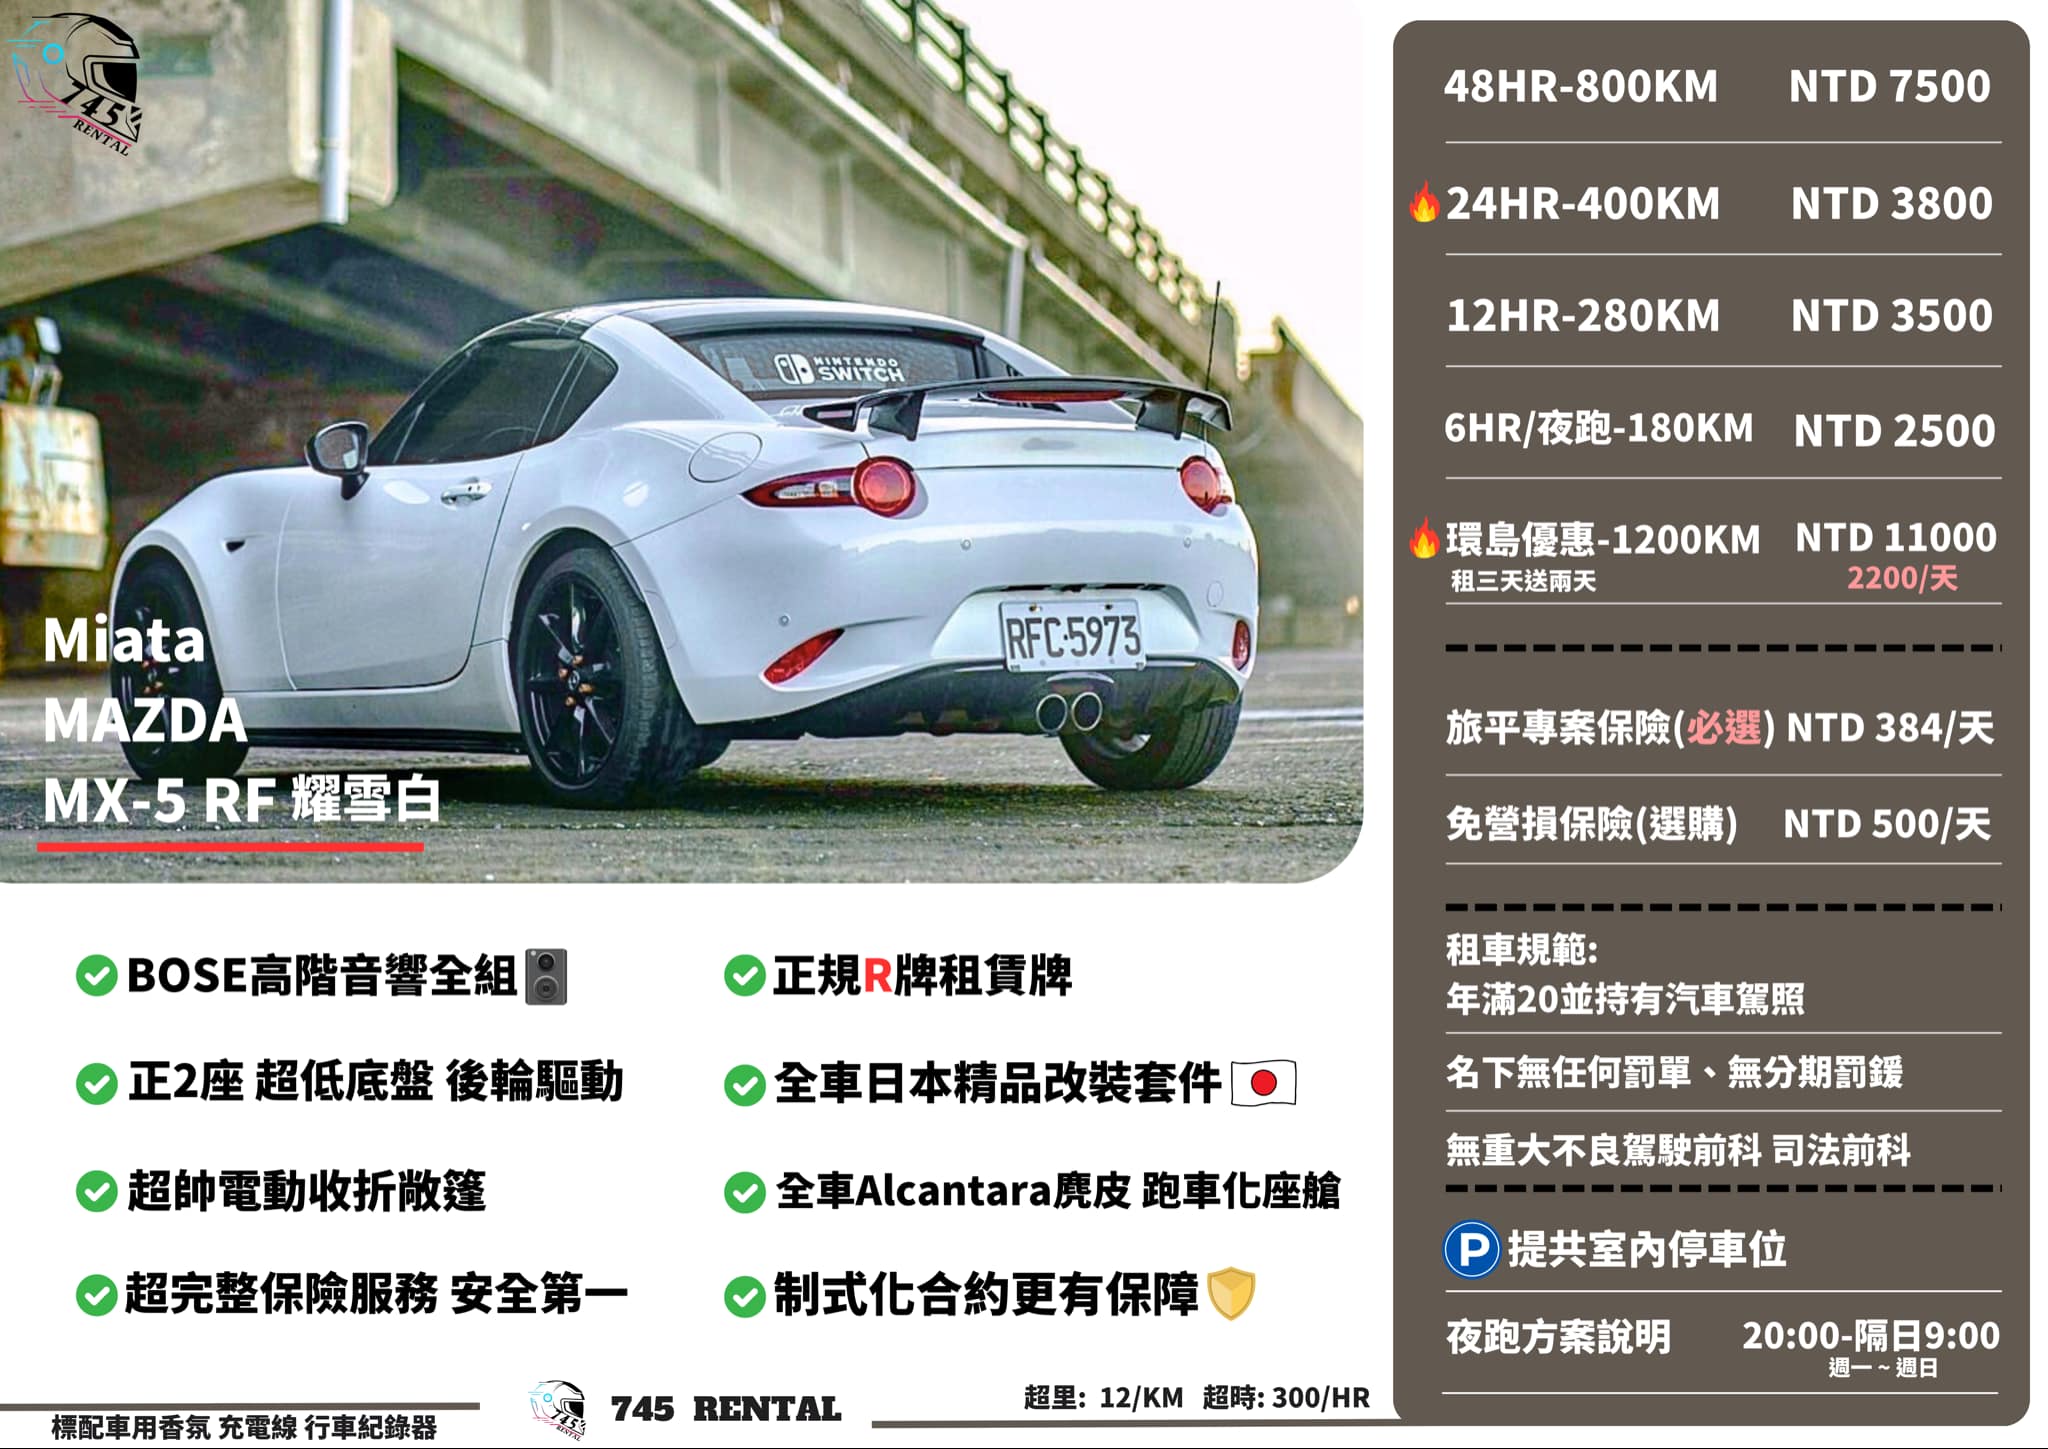 745
RENTAL
NINTENDO
SWITCH
RFC·5973
Miata
MAZDA
MX-5 RF 耀雪白
48HR-800KM NTD 7500
24HR-400KM NTD 3800
12HR-280KM NTD 3500
6HR/夜跑-180KM NTD 2500
環島優惠-1200KM NTD 11000
租三天送兩天 2200/天
旅平專案保險(必選) NTD 384/天
免營損保險(選購) NTD 500/天
租車規範:
年滿20並持有汽車駕照
名下無任何罰單、無分期罰鍰
無重大不良駕駛前科 司法前科
P 提共室內停車位
夜跑方案說明 20:00-隔日9:00
週一 ~ 週日
BOSE高階音響全組
正規R牌租賃牌
正2座 超低底盤 後輪驅動
全車日本精品改裝套件
超帥電動收折敞篷
全車Alcantara麂皮 跑車化座艙
超完整保險服務 安全第一
制式化合約更有保障
標配車用香氛 充電線 行車紀錄器
745
RENTAL
745 RENTAL
超里: 12/KM 超時: 300/HR